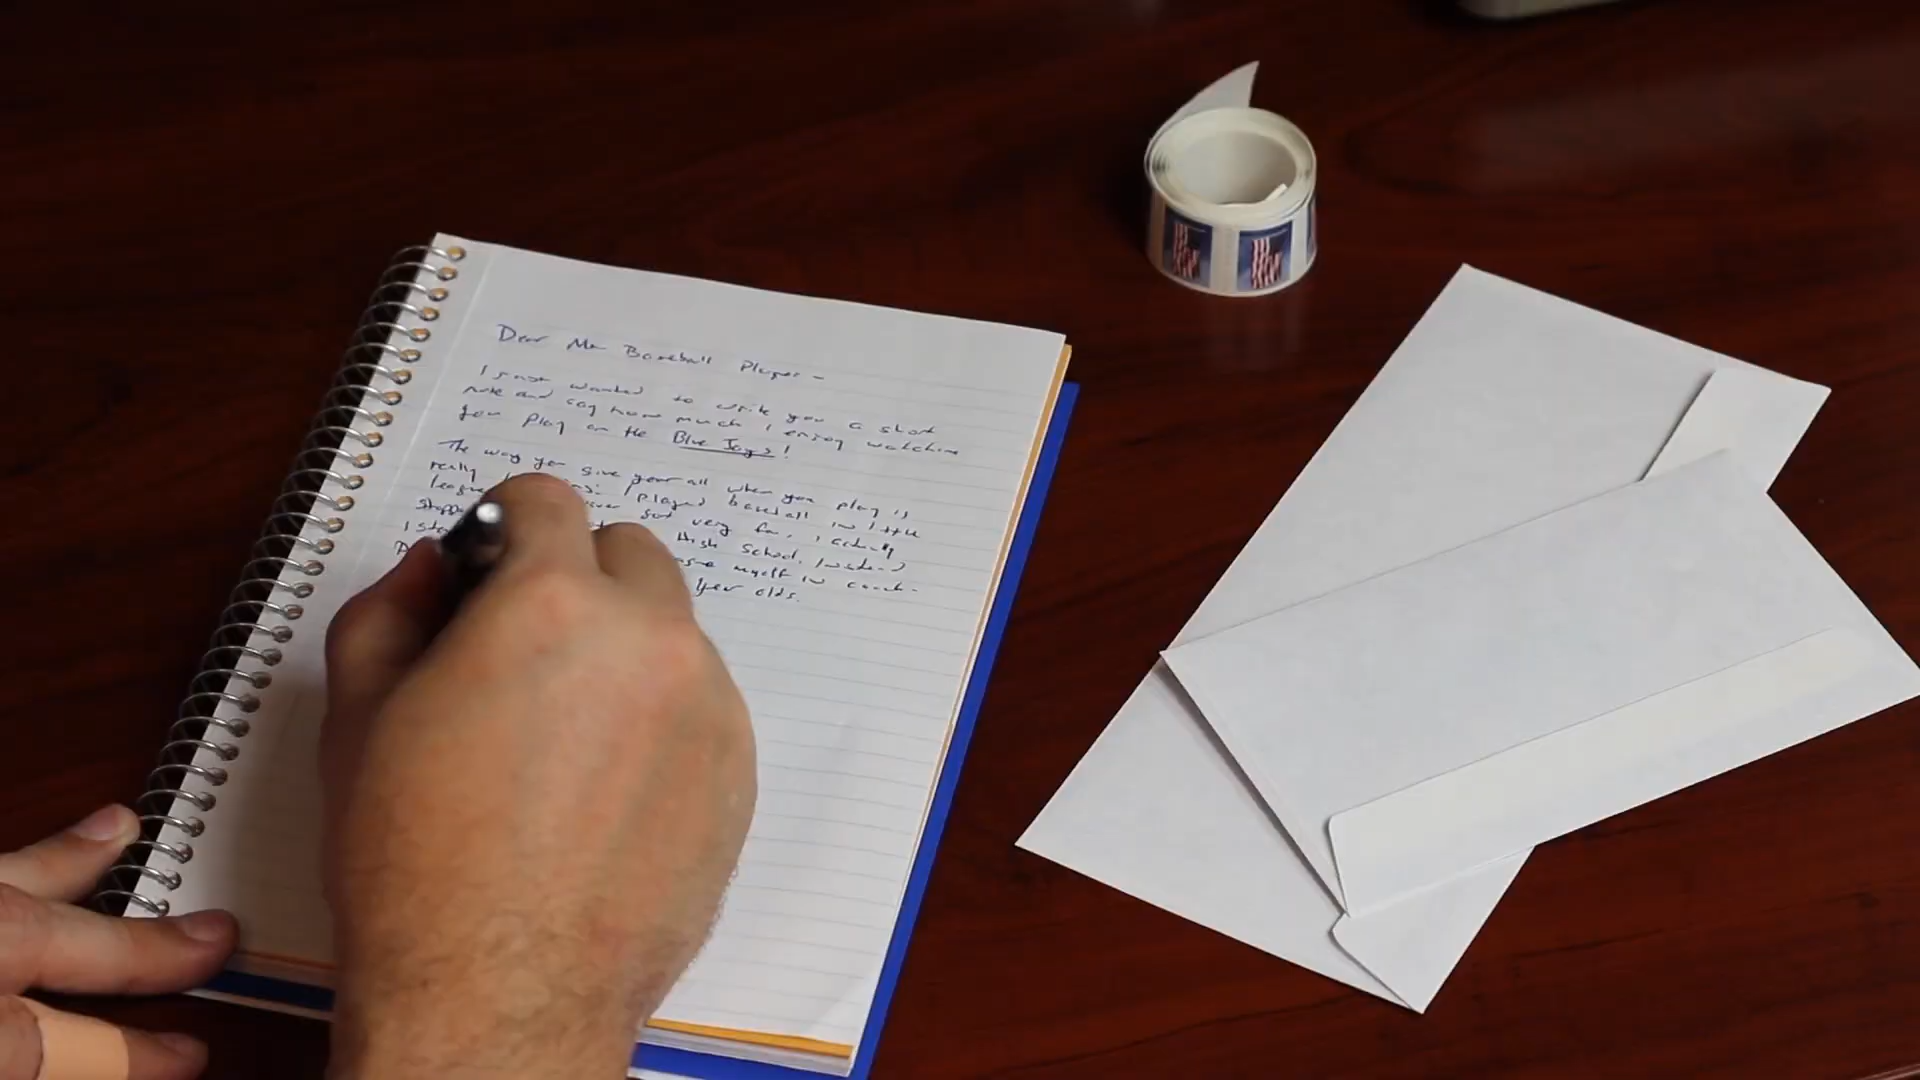 Dear Mr Baseball Player -
I just wanted to write you a short
note and say how much I enjoy watching
you play on the Blue Jays!
The way you give your all when you play is
really I played baseball in little
league never got very far, I actually
High School. Instead
myself in coach-
year olds.